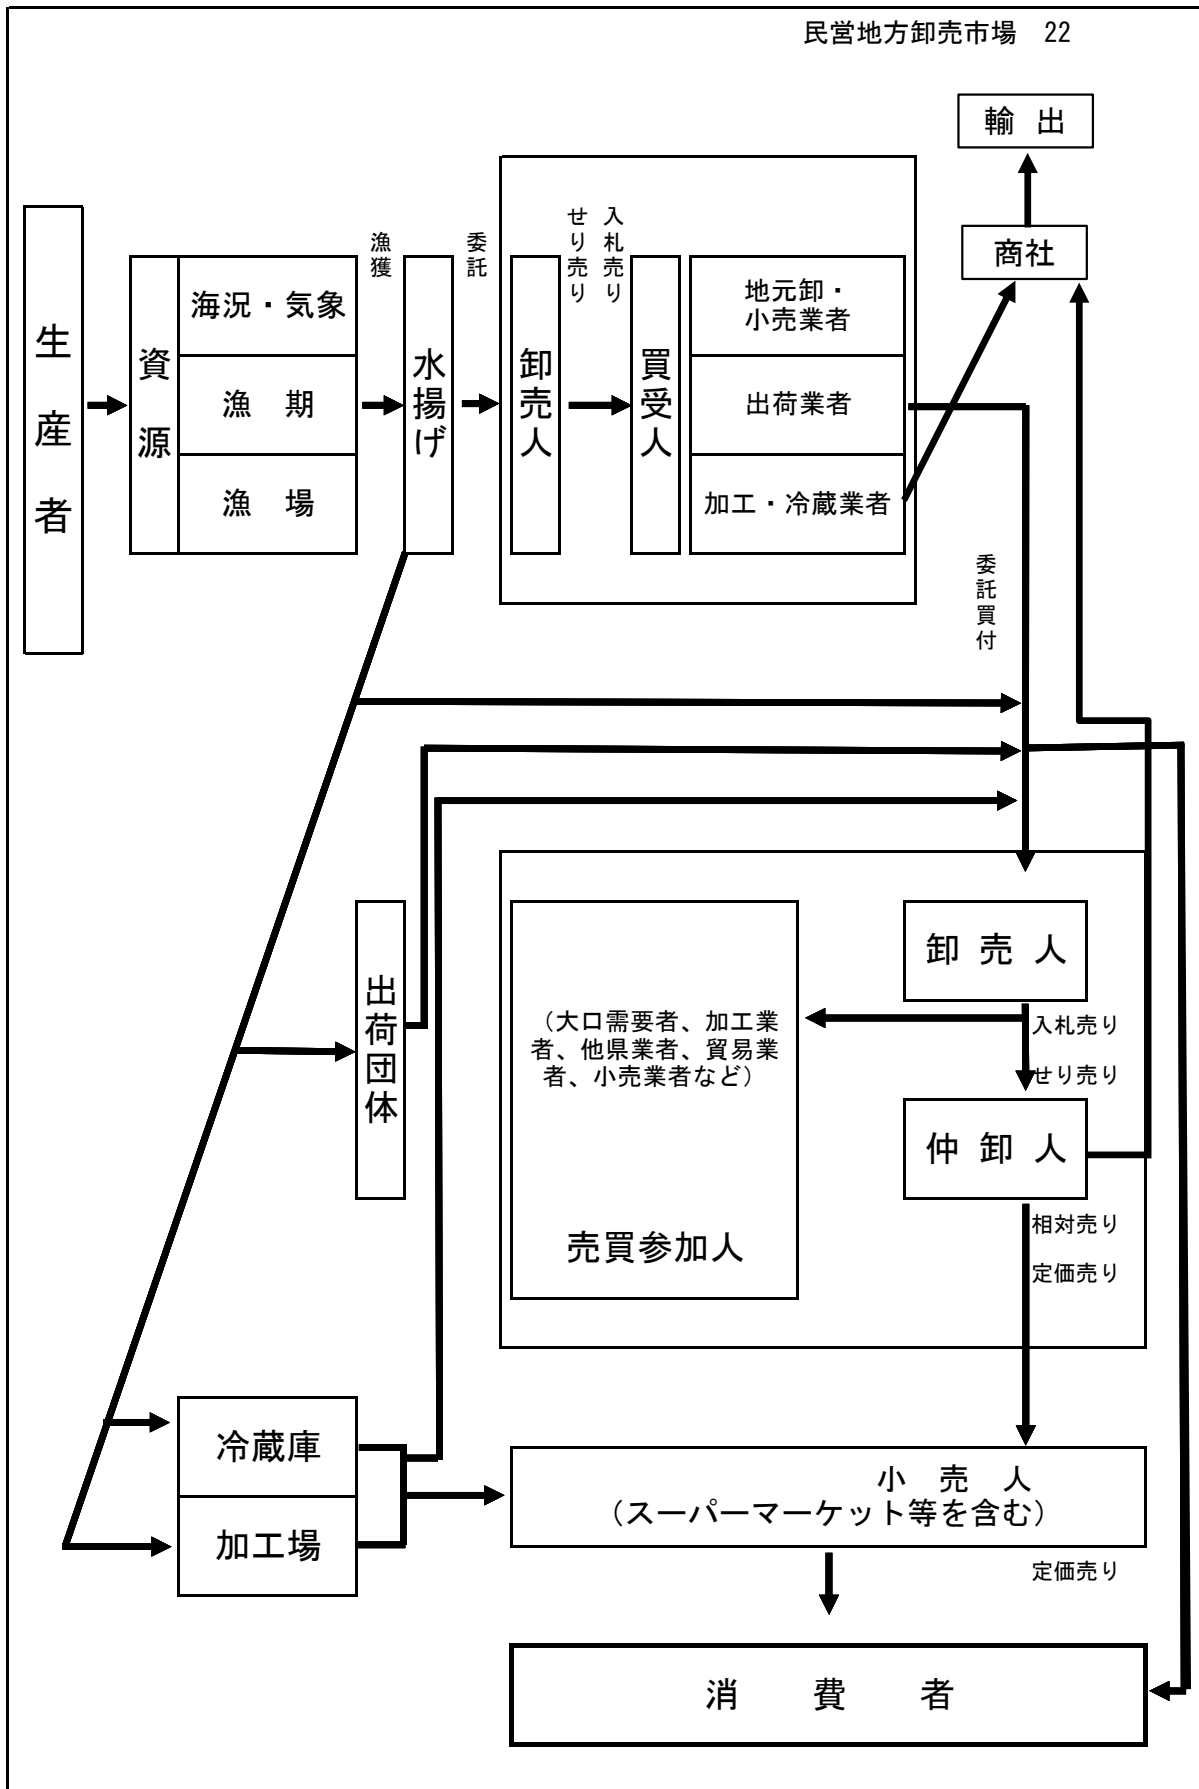 民営地方卸売市場　22
輸 出
商社
生産者
資源
海況・気象
漁　期
漁　場
漁獲
水揚げ
委託
卸売人
せり売り
入札売り
買受人
地元卸・
小売業者
出荷業者
加工・冷蔵業者
委託買付
出荷団体
（大口需要者、加工業
者、他県業者、貿易業
者、小売業者など）
売買参加人
卸 売 人
入札売り
せり売り
仲 卸 人
相対売り
定価売り
冷蔵庫
加工場
小　売　人
（スーパーマーケット等を含む）
定価売り
消　費　者